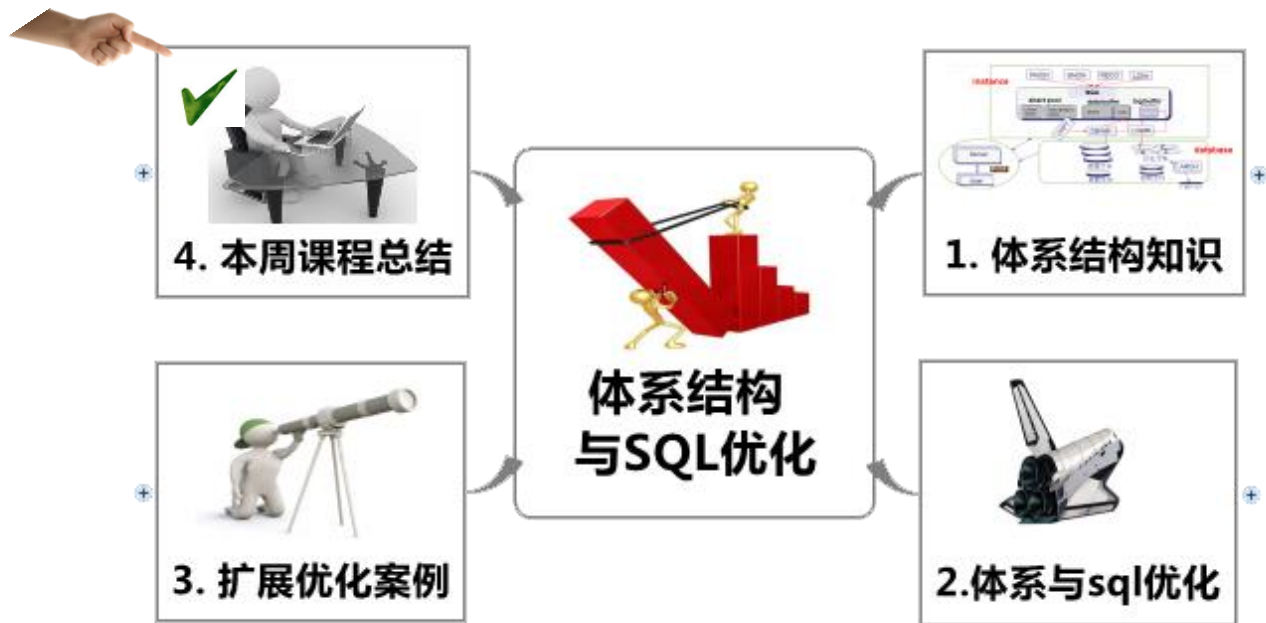 instance
database
4. 本周课程总结
1. 体系结构知识
体系结构
与SQL优化
3. 扩展优化案例
2.体系与sql优化